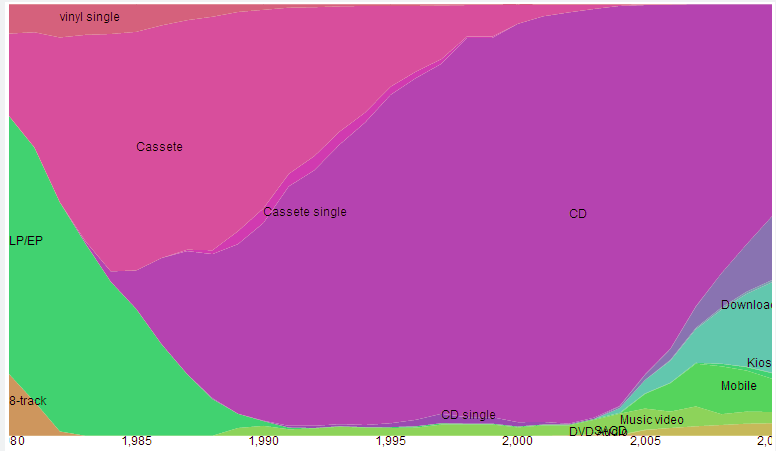 vinyl single
Cassete
Cassete single
CD
LP/EP
Downloa
Kios
Mobile
8-track
CD single
Music video
DVD Audio
80 1,985 1,990 1,995 2,000 2,005 2,0